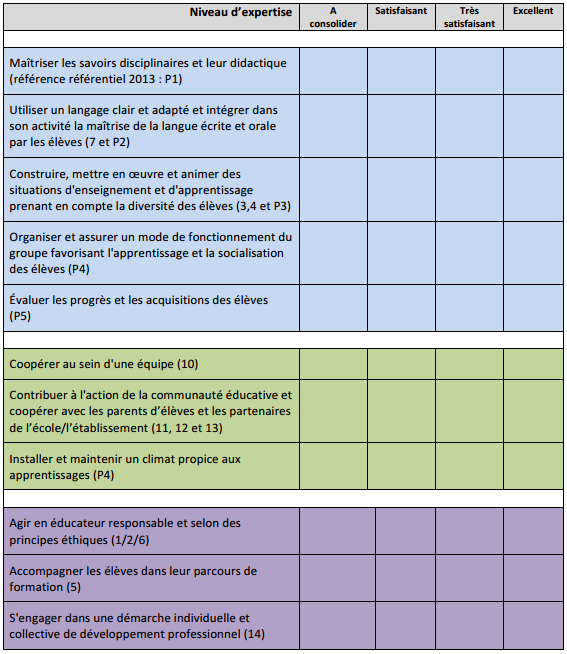 Niveau d'expertise
A
consolider
Satisfaisant
Très
satisfaisant
Excellent
Maîtriser les savoirs disciplinaires et leur didactique
(référence référentiel 2013 : P1)
Utiliser un langage clair et adapté et intégrer dans
son activité la maîtrise de la langue écrite et orale
par les élèves (7 et P2)
Construire, mettre en œuvre et animer des
situations d'enseignement et d'apprentissage
prenant en compte la diversité des élèves (3,4 et P3)
Organiser et assurer un mode de fonctionnement du
groupe favorisant l'apprentissage et la socialisation
des élèves (P4)
Évaluer les progrès et les acquisitions des élèves
(P5)
Coopérer au sein d'une équipe (10)
Contribuer à l'action de la communauté éducative et
coopérer avec les parents d’élèves et les partenaires
de l’école/l’établissement (11, 12 et 13)
Installer et maintenir un climat propice aux
apprentissages (P4)
Agir en éducateur responsable et selon des
principes éthiques (1/2/6)
Accompagner les élèves dans leur parcours de
formation (5)
S'engager dans une démarche individuelle et
collective de développement professionnel (14)